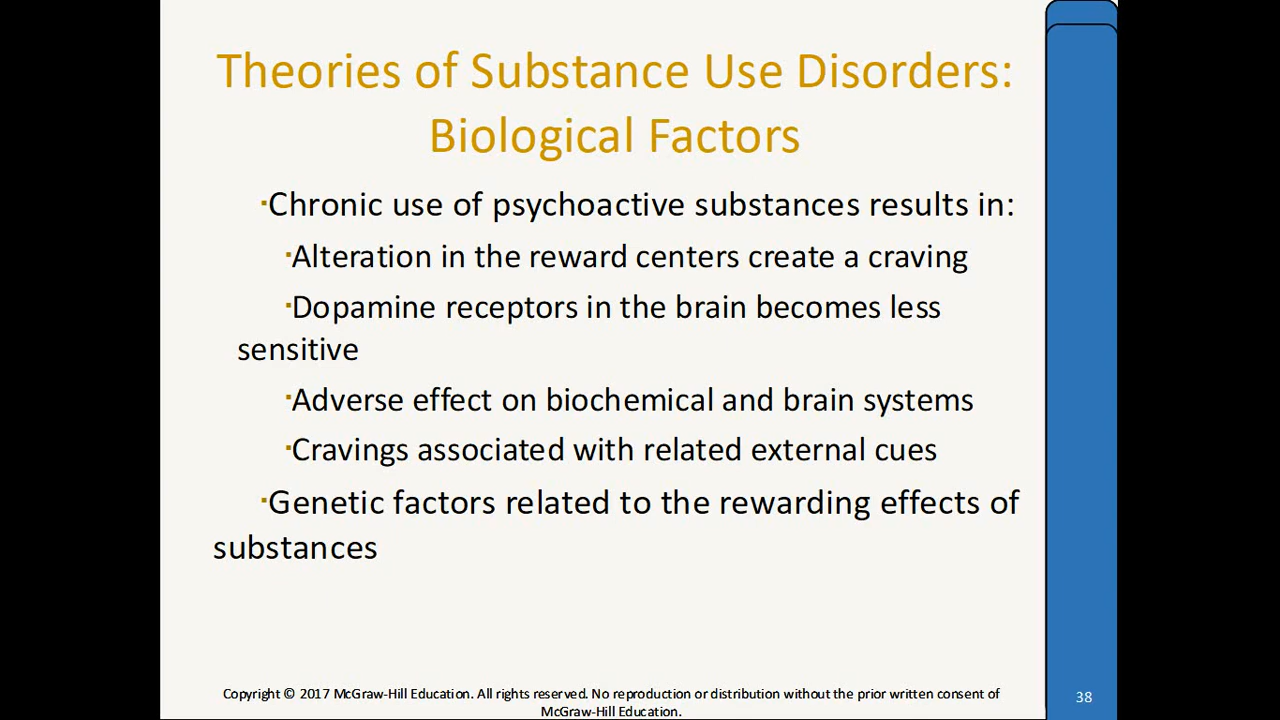 Theories of Substance Use Disorders:
Biological Factors
▪Chronic use of psychoactive substances results in:
▪Alteration in the reward centers create a craving
▪Dopamine receptors in the brain becomes less
sensitive
▪Adverse effect on biochemical and brain systems
▪Cravings associated with related external cues
▪Genetic factors related to the rewarding effects of
substances
Copyright © 2017 McGraw-Hill Education. All rights reserved. No reproduction or distribution without the prior written consent of
McGraw-Hill Education.
38